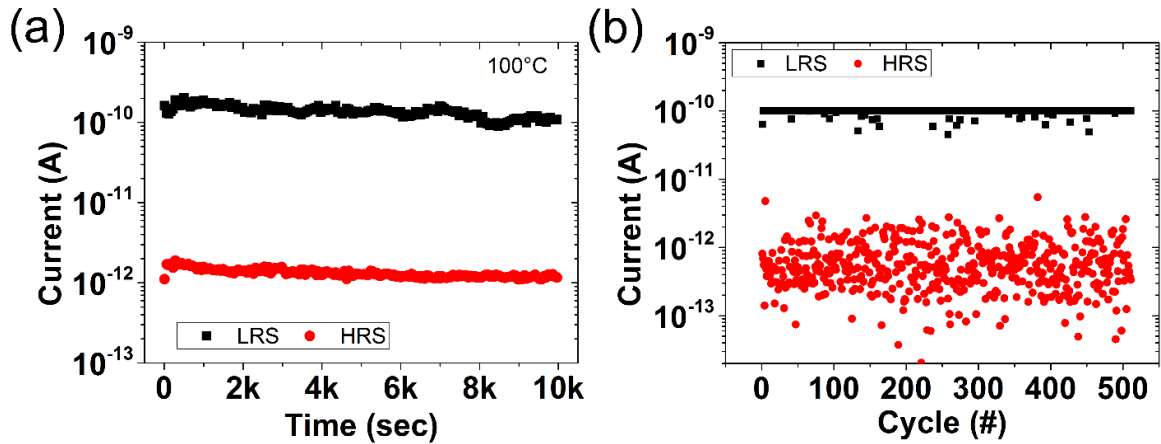 (a)
100°C
Current (A)
10⁻⁹
10⁻¹⁰
10⁻¹¹
10⁻¹²
10⁻¹³
LRS HRS
0 2k 4k 6k 8k 10k
Time (sec)
(b)
LRS HRS
Current (A)
10⁻⁹
10⁻¹⁰
10⁻¹¹
10⁻¹²
10⁻¹³
0 100 200 300 400 500
Cycle (#)